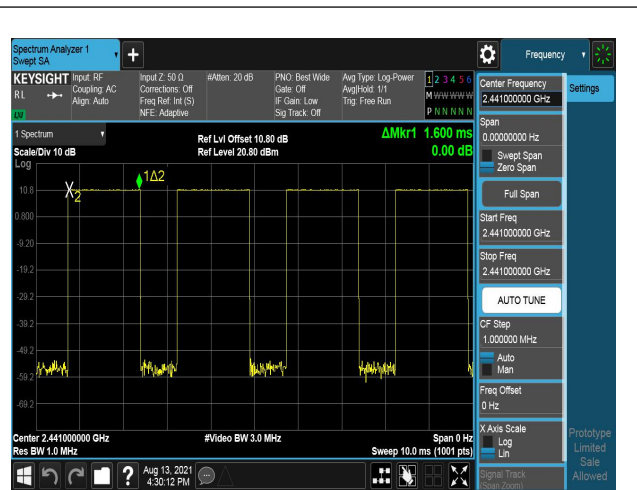 Spectrum Analyzer 1
Swept SA
+
Frequency
KEYSIGHT
RL
LXI
Input: RF
Coupling: AC
Align: Auto
Input Z: 50 Ω
Corrections: Off
Freq Ref: Int (S)
NFE: Adaptive
#Atten: 20 dB
PNO: Best Wide
Gate: Off
IF Gain: Low
Sig Track: Off
Avg Type: Log-Power
Avg|Hold: 1/1
Trig: Free Run
1 2 3 4 5 6
M W W W W W
P N N N N N
1 Spectrum
Scale/Div 10 dB
Log
Ref Lvl Offset 10.80 dB
Ref Level 20.80 dBm
ΔMkr1 1.600 ms
0.00 dB
1Δ2
X2
10.8
0.800
-9.20
-19.2
-29.2
-39.2
-49.2
-59.2
-69.2
Center 2.441000000 GHz
Res BW 1.0 MHz
#Video BW 3.0 MHz
Span 0 Hz
Sweep 10.0 ms (1001 pts)
?
Aug 13, 2021
4:30:12 PM
Center Frequency
2.441000000 GHz
Span
0.00000000 Hz
Swept Span
Zero Span
Full Span
Start Freq
2.441000000 GHz
Stop Freq
2.441000000 GHz
AUTO TUNE
CF Step
1.000000 MHz
Auto
Man
Freq Offset
0 Hz
X Axis Scale
Log
Lin
Signal Track
(Span Zoom)
Settings
Prototype
Limited
Sale
Allowed